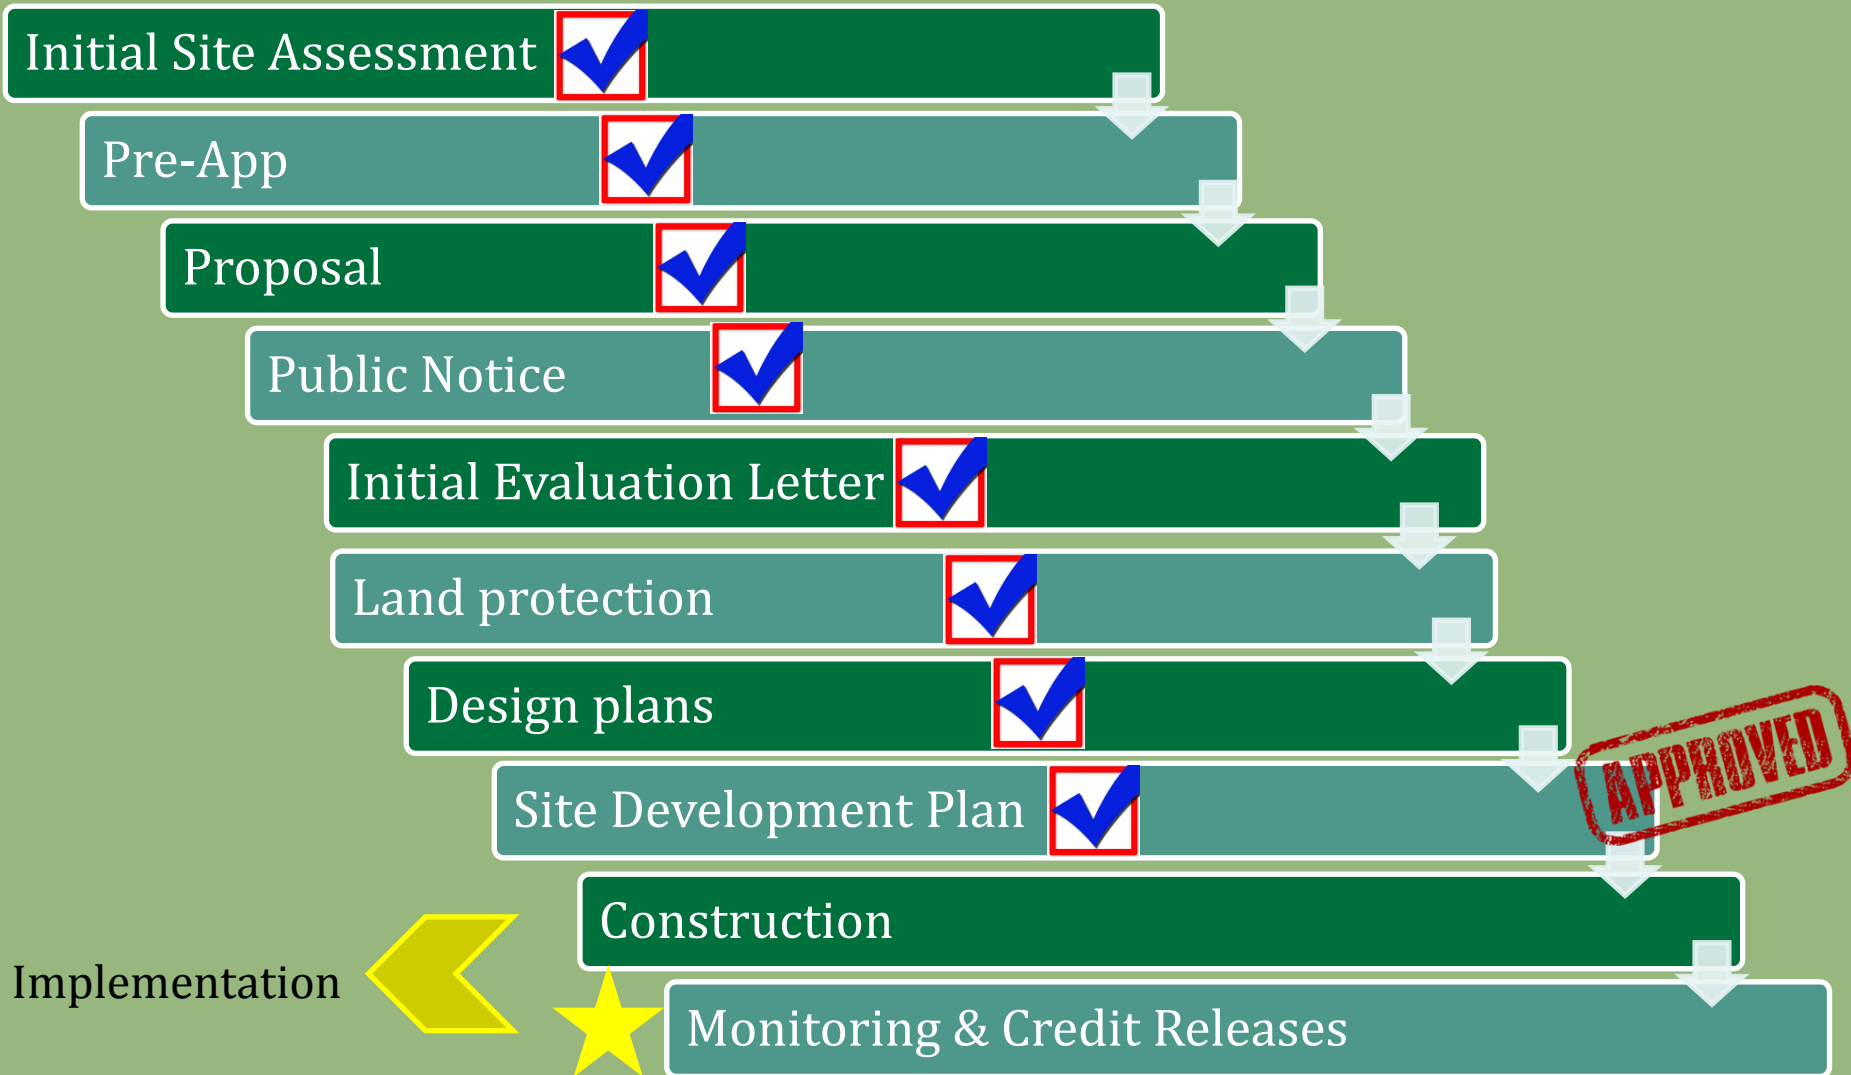 Initial Site Assessment
Pre-App
Proposal
Public Notice
Initial Evaluation Letter
Land protection
Design plans
APPROVED
Site Development Plan
Construction
Implementation
Monitoring & Credit Releases